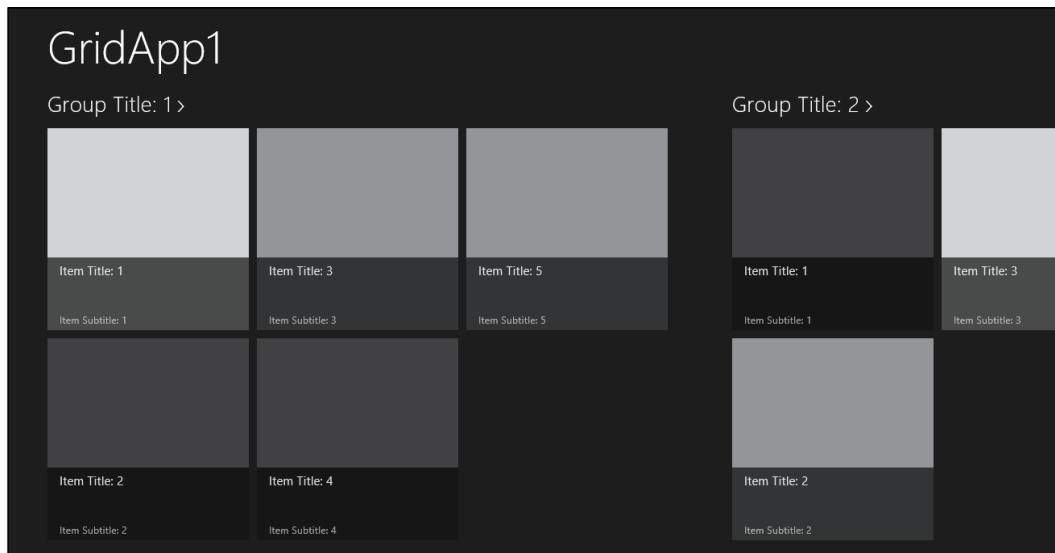 GridApp1
Group Title: 1 >
Item Title: 1
Item Subtitle: 1
Item Title: 3
Item Subtitle: 3
Item Title: 5
Item Subtitle: 5
Item Title: 2
Item Subtitle: 2
Item Title: 4
Item Subtitle: 4
Group Title: 2 >
Item Title: 1
Item Subtitle: 1
Item Title: 3
Item Subtitle: 3
Item Title: 2
Item Subtitle: 2